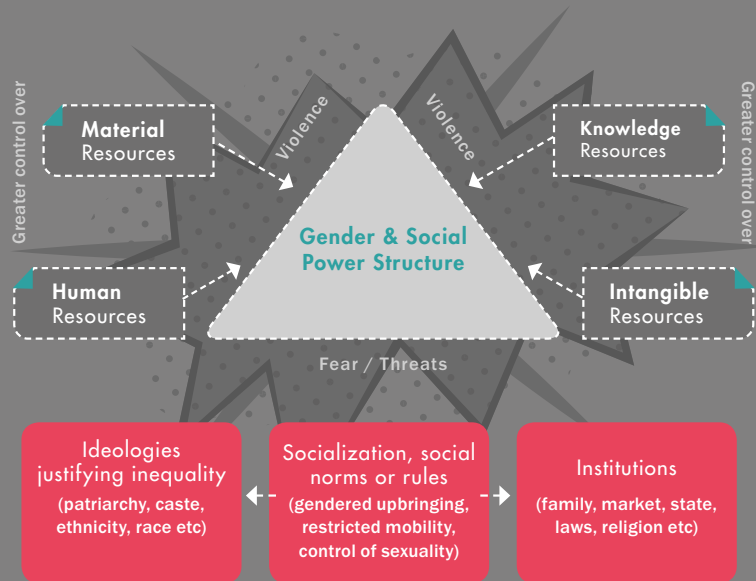 Greater control over
Material
Resources
Violence
Violence
Knowledge
Resources
Greater control over
Gender & Social
Power Structure
Human
Resources
Intangible
Resources
Fear / Threats
Ideologies
justifying inequality
(patriarchy, caste,
ethnicity, race etc)
Socialization, social
norms or rules
(gendered upbringing,
restricted mobility,
control of sexuality)
Institutions
(family, market, state,
laws, religion etc)